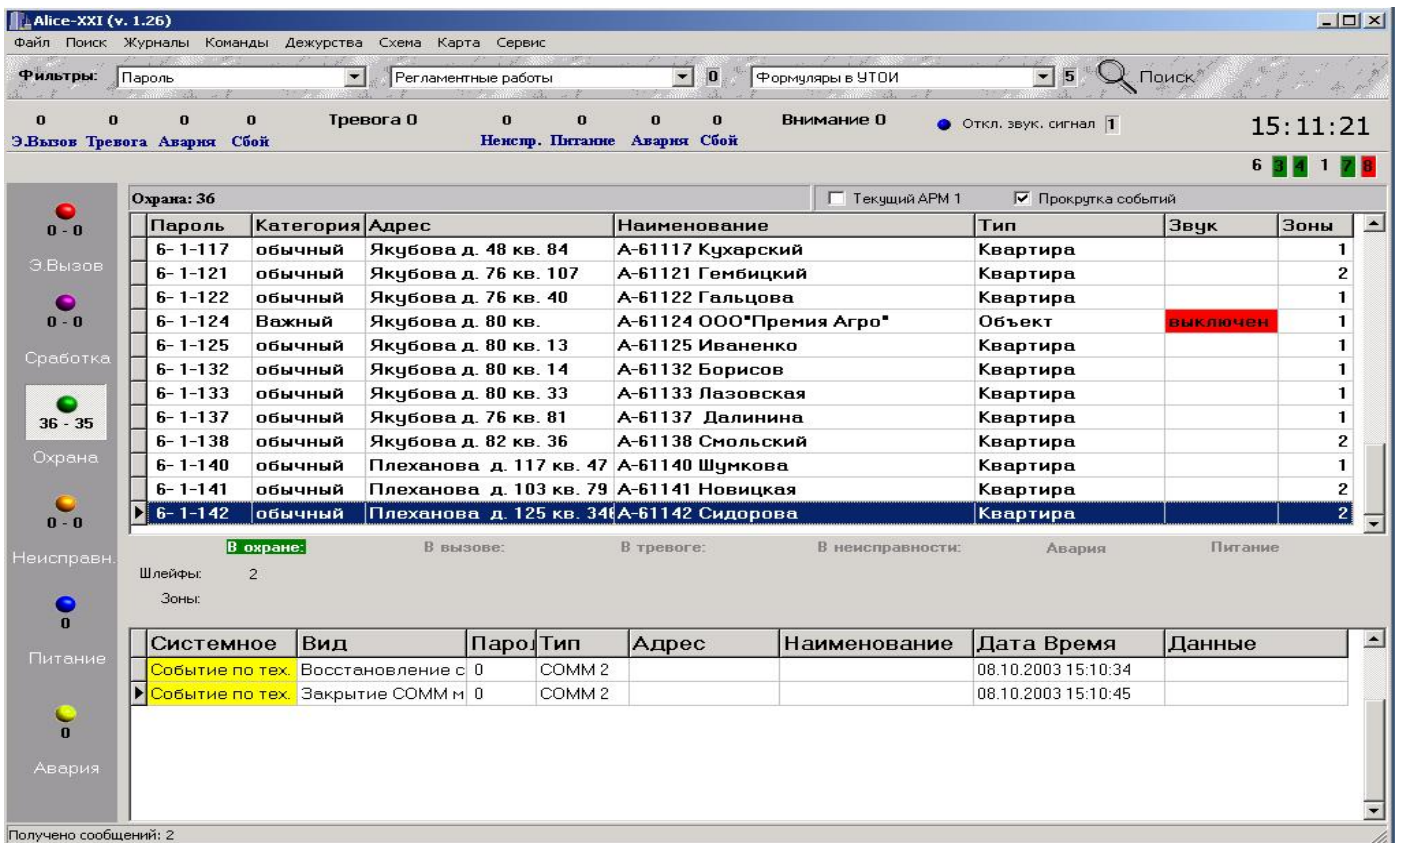 Alice-XXI (v. 1.26)
Файл Поиск Журналы Команды Дежурства Схема Карта Сервис
Фильтры: Пароль Регламентные работы 0 Формуляры в УТОИ 5 Поиск
0 0 0 0 Тревога 0 0 0 0 0 Внимание 0 Откл. звук. сигнал 1 15:11:21
Э.Вызов Тревога Авария Сбой Неиспр. Питание Авария Сбой
6 3 4 1 7 8
Охрана: 36 Текущий АРМ 1 Прокрутка событий
Пароль Категория Адрес Наименование Тип Звук Зоны
6- 1-117 обычный Якубова д. 48 кв. 84 А-61117 Кухарский Квартира 1
6- 1-121 обычный Якубова д. 76 кв. 107 А-61121 Гембицкий Квартира 2
6- 1-122 обычный Якубова д. 76 кв. 40 А-61122 Гальцова Квартира 1
6- 1-124 Важный Якубова д. 80 кв. А-61124 ООО"Премия Агро" Объект выключен 1
6- 1-125 обычный Якубова д. 80 кв. 13 А-61125 Иваненко Квартира 1
6- 1-132 обычный Якубова д. 80 кв. 14 А-61132 Борисов Квартира 1
6- 1-133 обычный Якубова д. 80 кв. 33 А-61133 Лазовская Квартира 1
6- 1-137 обычный Якубова д. 76 кв. 81 А-61137 Далинина Квартира 1
6- 1-138 обычный Якубова д. 82 кв. 36 А-61138 Смольский Квартира 2
6- 1-140 обычный Плеханова д. 117 кв. 47 А-61140 Шумкова Квартира 1
6- 1-141 обычный Плеханова д. 103 кв. 79 А-61141 Новицкая Квартира 2
6- 1-142 обычный Плеханова д. 125 кв. 34 А-61142 Сидорова Квартира 2
0 - 0
Э.Вызов
0 - 0
Сработка
36 - 35
Охрана
0 - 0
Неисправн.
0
Питание
0
Авария
В охране: В вызове: В тревоге: В неисправности: Авария Питание
Шлейфы: 2
Зоны:
Системное Вид Парол Тип Адрес Наименование Дата Время Данные
Событие по тех. Восстановление с 0 COMM 2 08.10.2003 15:10:34
Событие по тех. Закрытие COMM м 0 COMM 2 08.10.2003 15:10:45
Получено сообщений: 2